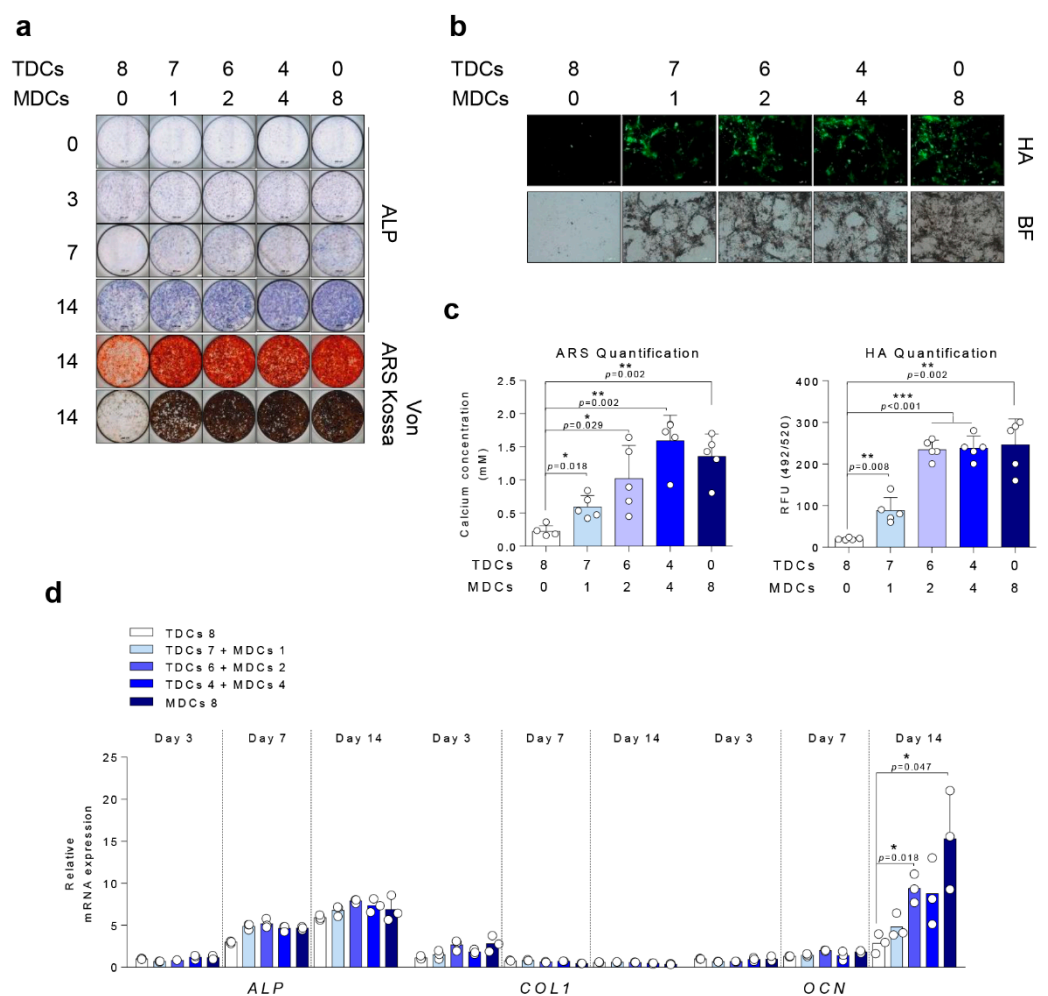 a
TDCs 8 7 6 4 0
MDCs 0 1 2 4 8
0
3
7
14
14
14
ALP
ARS
Von
Kossa
b
TDCs 8 7 6 4 0
MDCs 0 1 2 4 8
HA
BF
c
ARS Quantification
Calcium concentration
(mM)
2.5
2.0
1.5
1.0
0.5
0.0
**
p=0.002
**
p=0.002
*
p=0.029
*
p=0.018
TDCs 8 7 6 4 0
MDCs 0 1 2 4 8
HA Quantification
RFU (492/520)
400
300
200
100
0
**
p=0.002
***
p<0.001
**
p=0.008
TDCs 8 7 6 4 0
MDCs 0 1 2 4 8
d
TDCs 8
TDCs 7 + MDCs 1
TDCs 6 + MDCs 2
TDCs 4 + MDCs 4
MDCs 8
Day 3 Day 7 Day 14 Day 3 Day 7 Day 14 Day 3 Day 7 Day 14
Relative
mRNA expression
25
20
15
10
5
0
*
p=0.047
*
p=0.018
ALP COL1 OCN